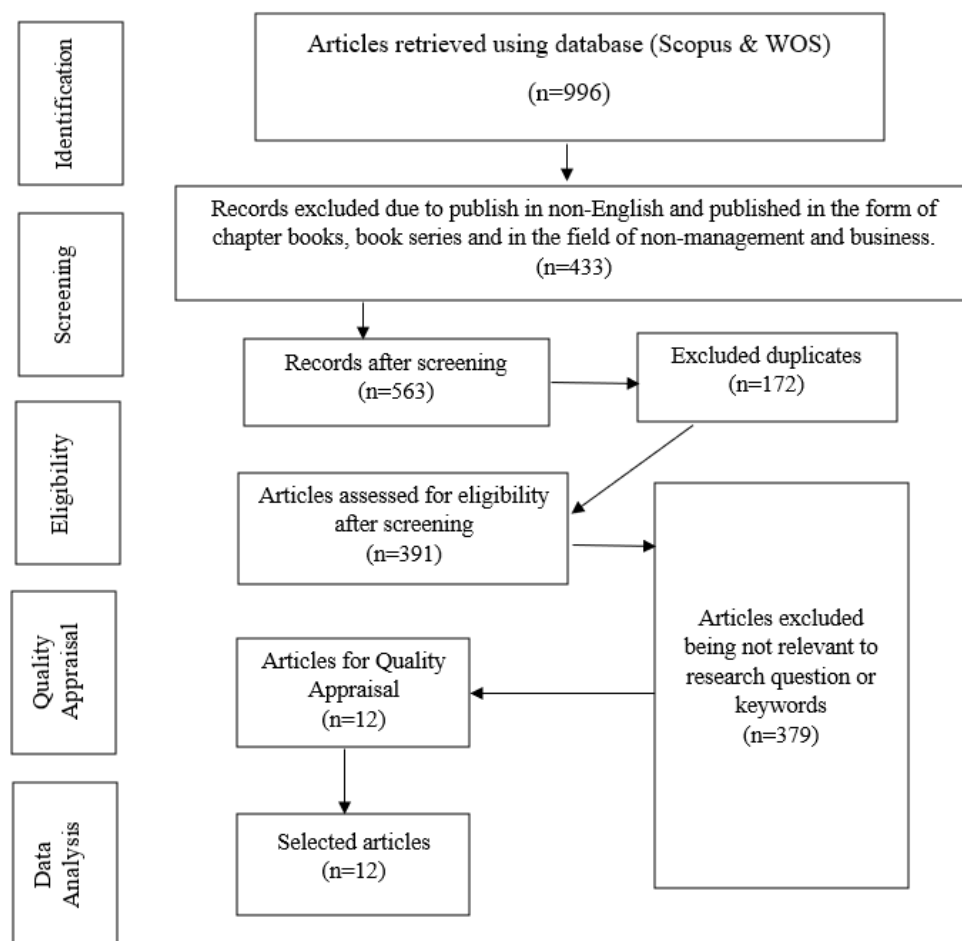 Identification
Articles retrieved using database (Scopus & WOS)
(n=996)
Screening
Records excluded due to publish in non-English and published in the form of
chapter books, book series and in the field of non-management and business.
(n=433)
Records after screening
(n=563)
Excluded duplicates
(n=172)
Eligibility
Articles assessed for eligibility
after screening
(n=391)
Articles excluded
being not relevant to
research question or
keywords
(n=379)
Quality
Appraisal
Articles for Quality
Appraisal
(n=12)
Data
Analysis
Selected articles
(n=12)